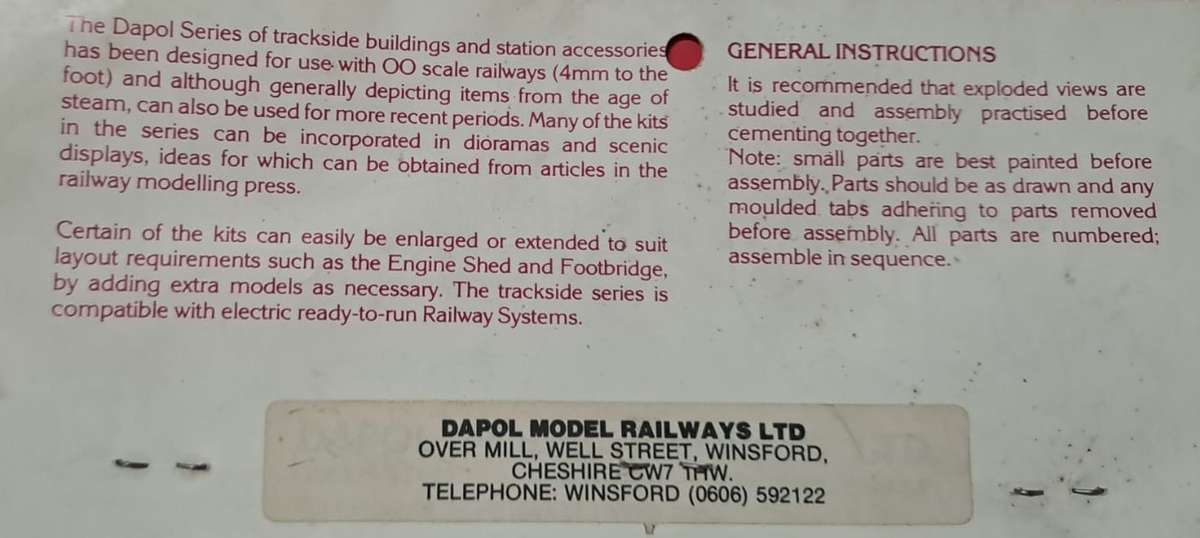 The Dapol Series of trackside buildings and station accessories
has been designed for use with OO scale railways (4mm to the
foot) and although generally depicting items from the age of
steam, can also be used for more recent periods. Many of the kits
in the series can be incorporated in dioramas and scenic
displays, ideas for which can be obtained from articles in the
railway modelling press.
Certain of the kits can easily be enlarged or extended to suit
layout requirements such as the Engine Shed and Footbridge,
by adding extra models as necessary. The trackside series is
compatible with electric ready-to-run Railway Systems.
GENERAL INSTRUCTIONS
It is recommended that exploded views are
studied and assembly practised before
cementing together.
Note: small parts are best painted before
assembly. Parts should be as drawn and any
moulded tabs adhering to parts removed
before assembly. All parts are numbered;
assemble in sequence.
DAPOL MODEL RAILWAYS LTD
OVER MILL, WELL STREET, WINSFORD,
CHESHIRE CW7
TELEPHONE: WINSFORD (0606) 592122